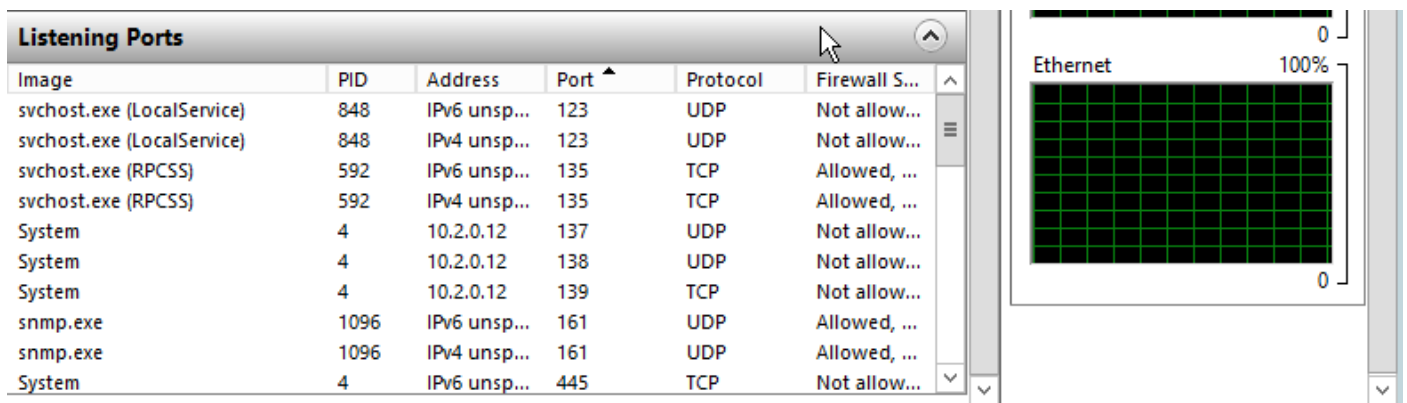 Listening Ports
Image PID Address Port Protocol Firewall S...
svchost.exe (LocalService) 848 IPv6 unsp... 123 UDP Not allow...
svchost.exe (LocalService) 848 IPv4 unsp... 123 UDP Not allow...
svchost.exe (RPCSS) 592 IPv6 unsp... 135 TCP Allowed, ...
svchost.exe (RPCSS) 592 IPv4 unsp... 135 TCP Allowed, ...
System 4 10.2.0.12 137 UDP Not allow...
System 4 10.2.0.12 138 UDP Not allow...
System 4 10.2.0.12 139 TCP Not allow...
snmp.exe 1096 IPv6 unsp... 161 UDP Allowed, ...
snmp.exe 1096 IPv4 unsp... 161 UDP Allowed, ...
System 4 IPv6 unsp... 445 TCP Not allow...
0
Ethernet 100%
0